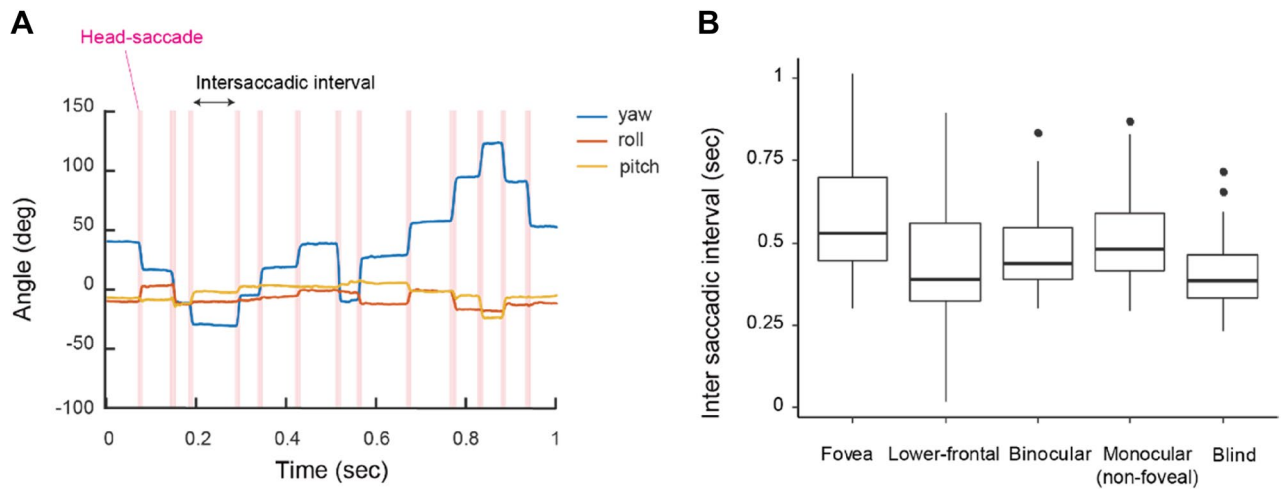 A
Head-saccade
Intersaccadic interval
150
100
50
0
-50
-100
Angle (deg)
0 0.2 0.4 0.6 0.8 1
Time (sec)
yaw
roll
pitch
B
Inter saccadic interval (sec)
1
0.75
0.5
0.25
0
Fovea Lower-frontal Binocular Monocular Blind
(non-foveal)